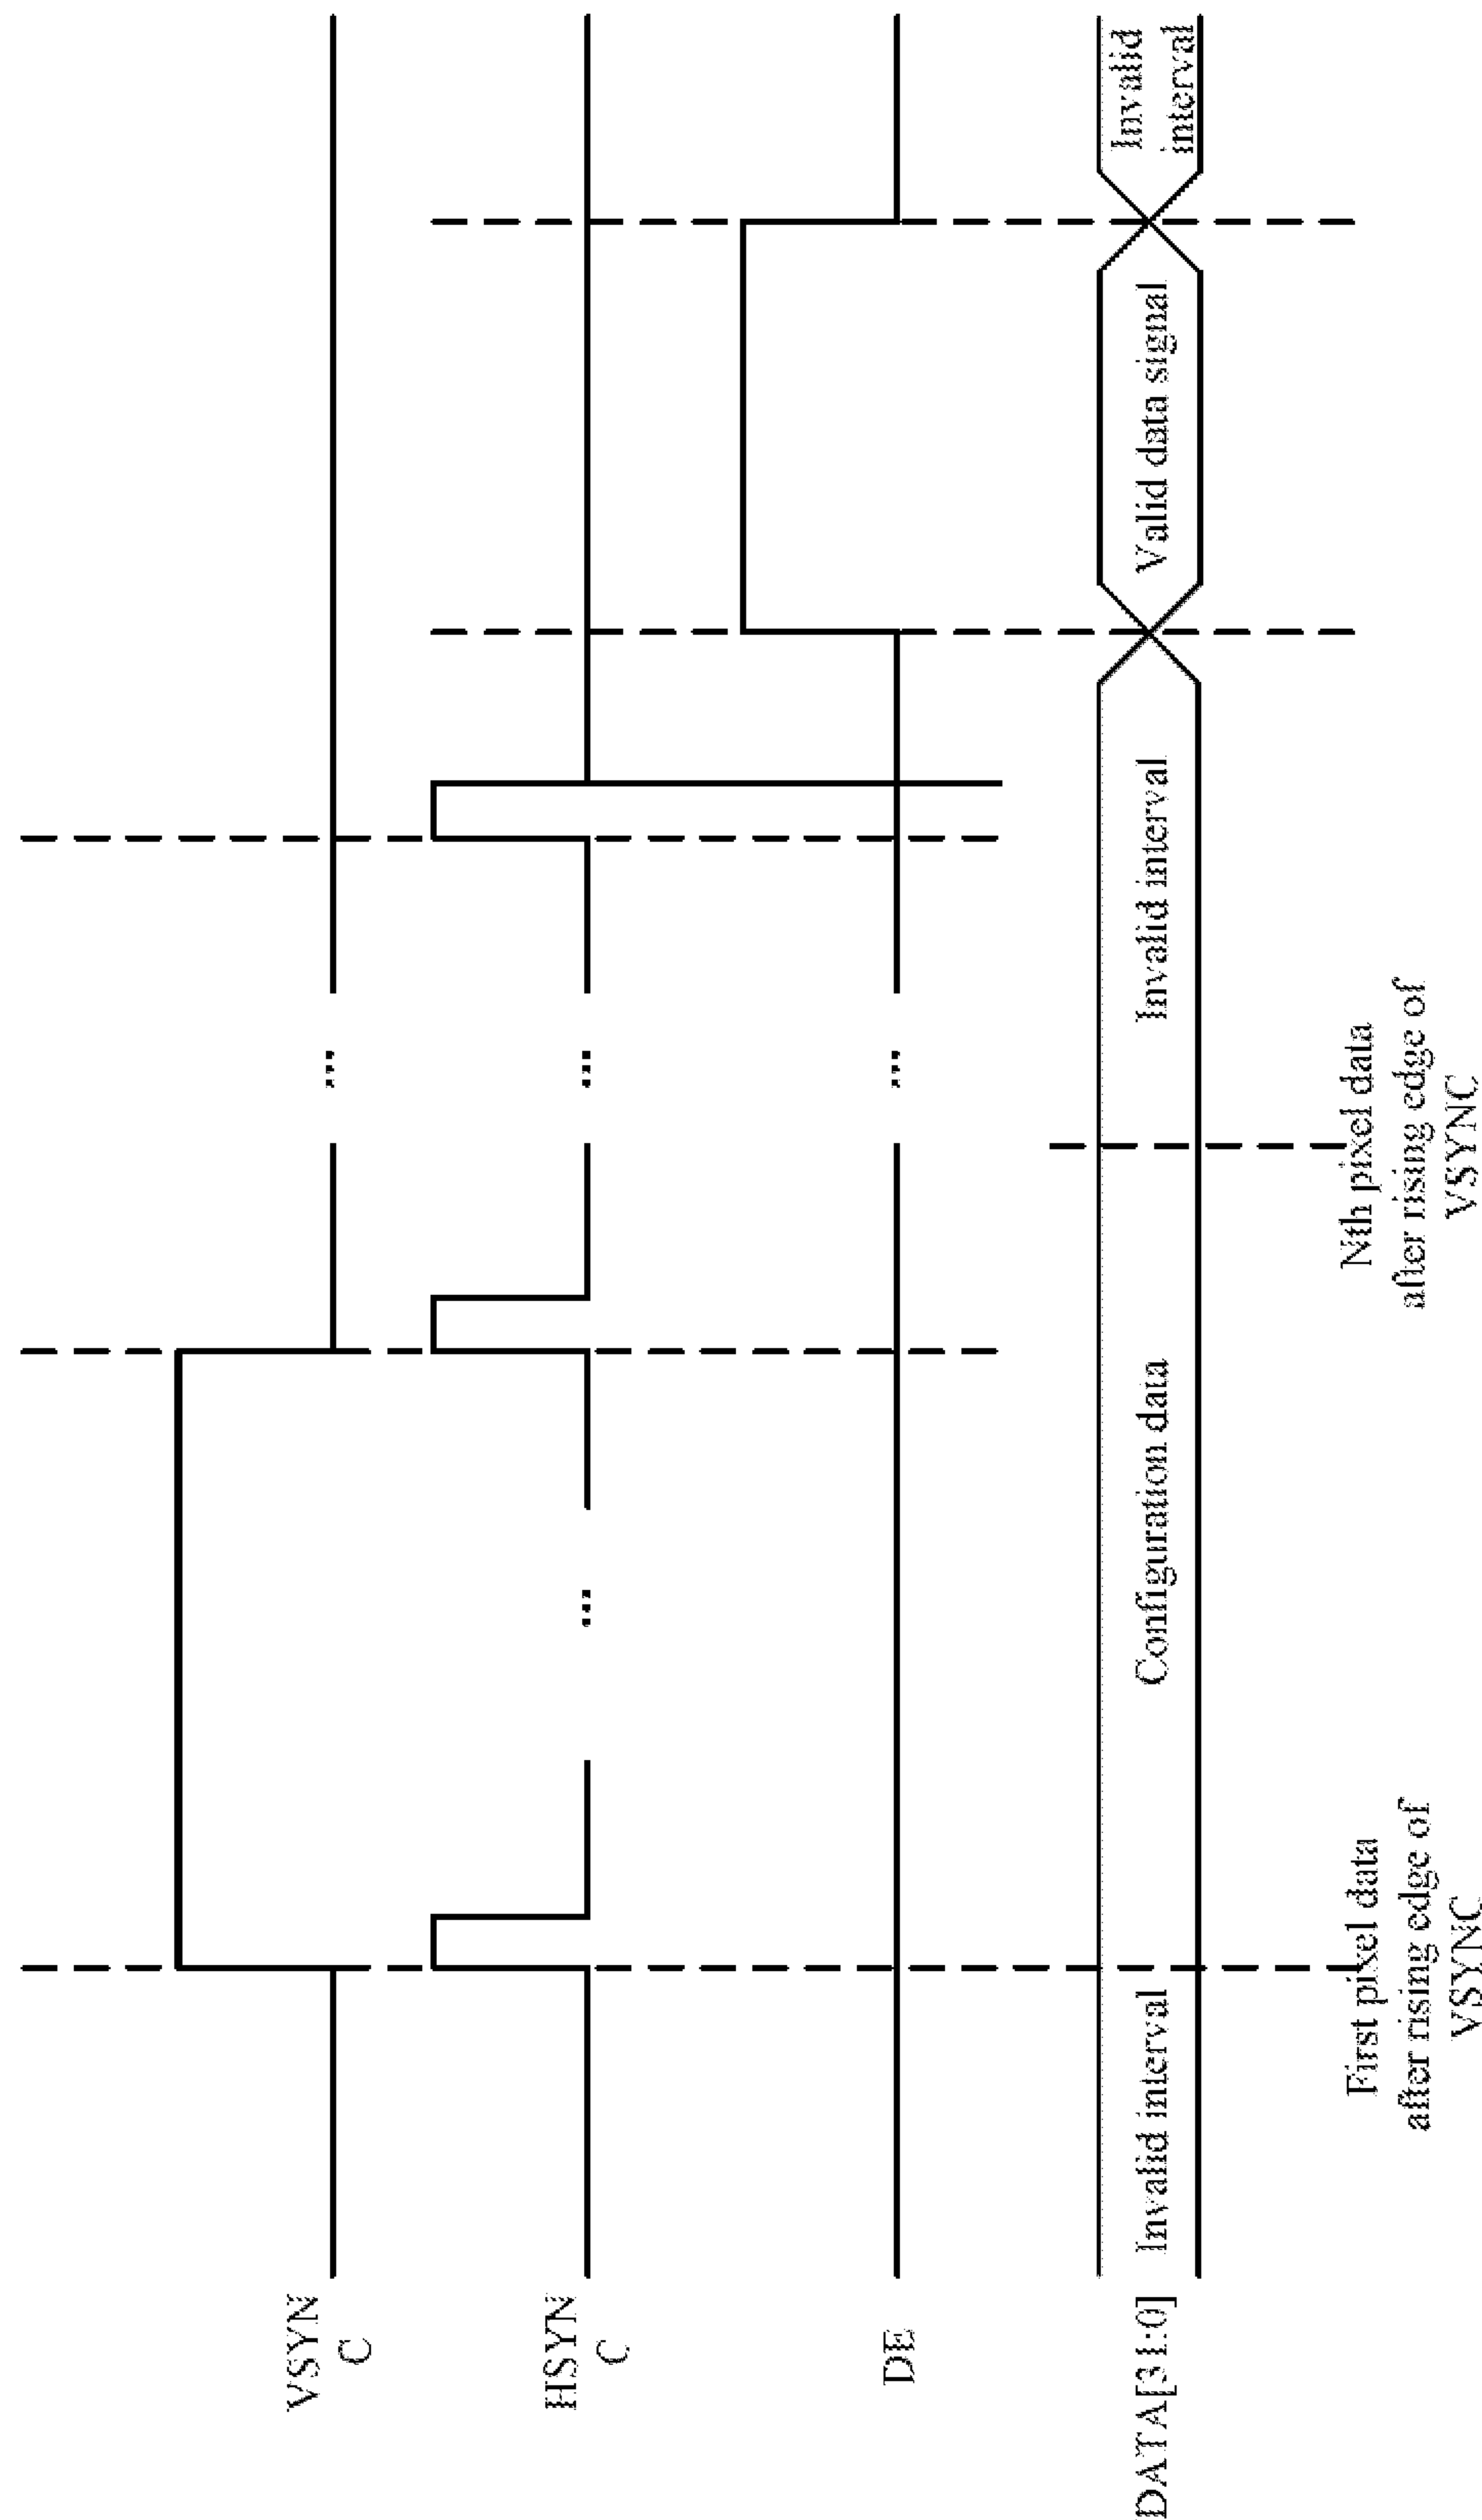 VSYN
C
...
HSYN
C
...
...
DE
...
DATA[31:0]
Invalid interval
Configuration data
Invalid interval
Valid data signal
Invalid
interval
First pixel data
after rising edge of
VSYNC
Nth pixel data
after rising edge of
VSYNC